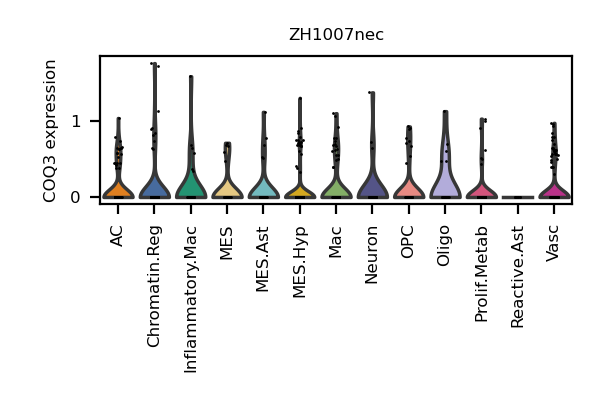 ZH1007nec
COQ3 expression
1
0
AC
Chromatin.Reg
Inflammatory.Mac
MES
MES.Ast
MES.Hyp
Mac
Neuron
OPC
Oligo
Prolif.Metab
Reactive.Ast
Vasc